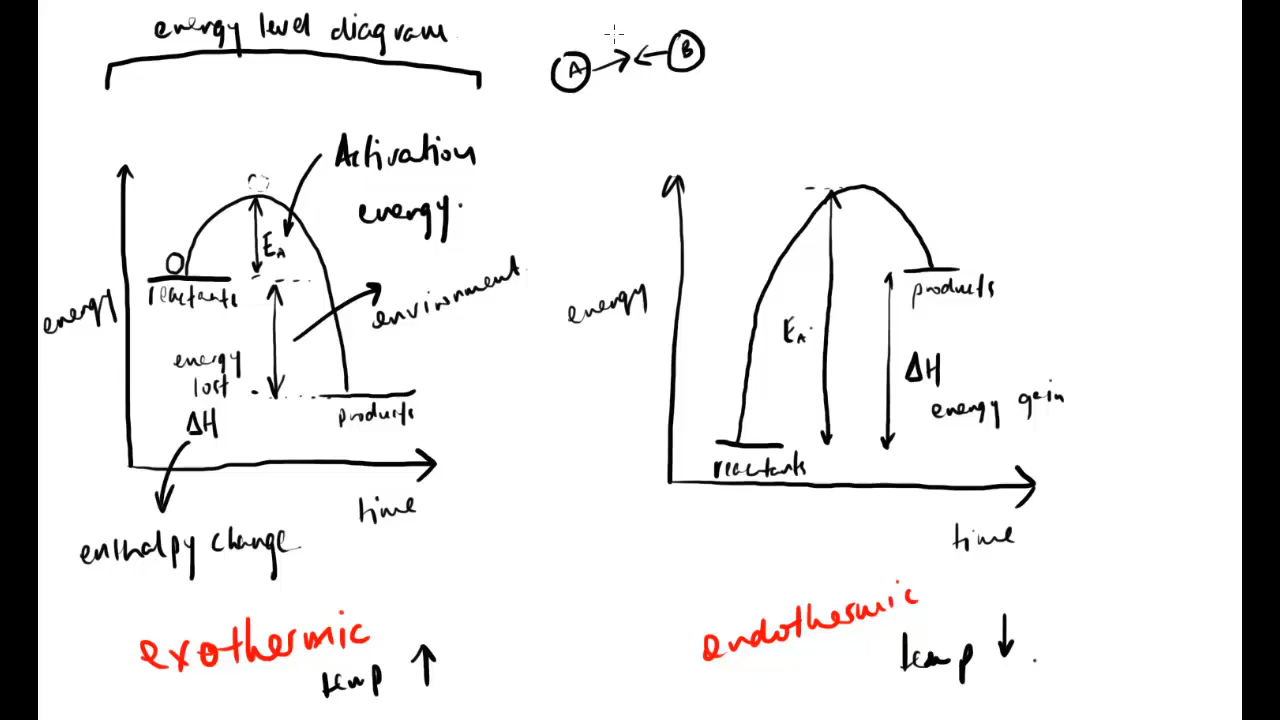 energy level diagram
A
B
Activation
energy.
EA
reactants
energy
environment
energy
lost
ΔH
products
time
enthalpy change
exothermic
temp ↑
energy
EA
products
ΔH
energy gain
reactants
time
endothermic
temp ↓